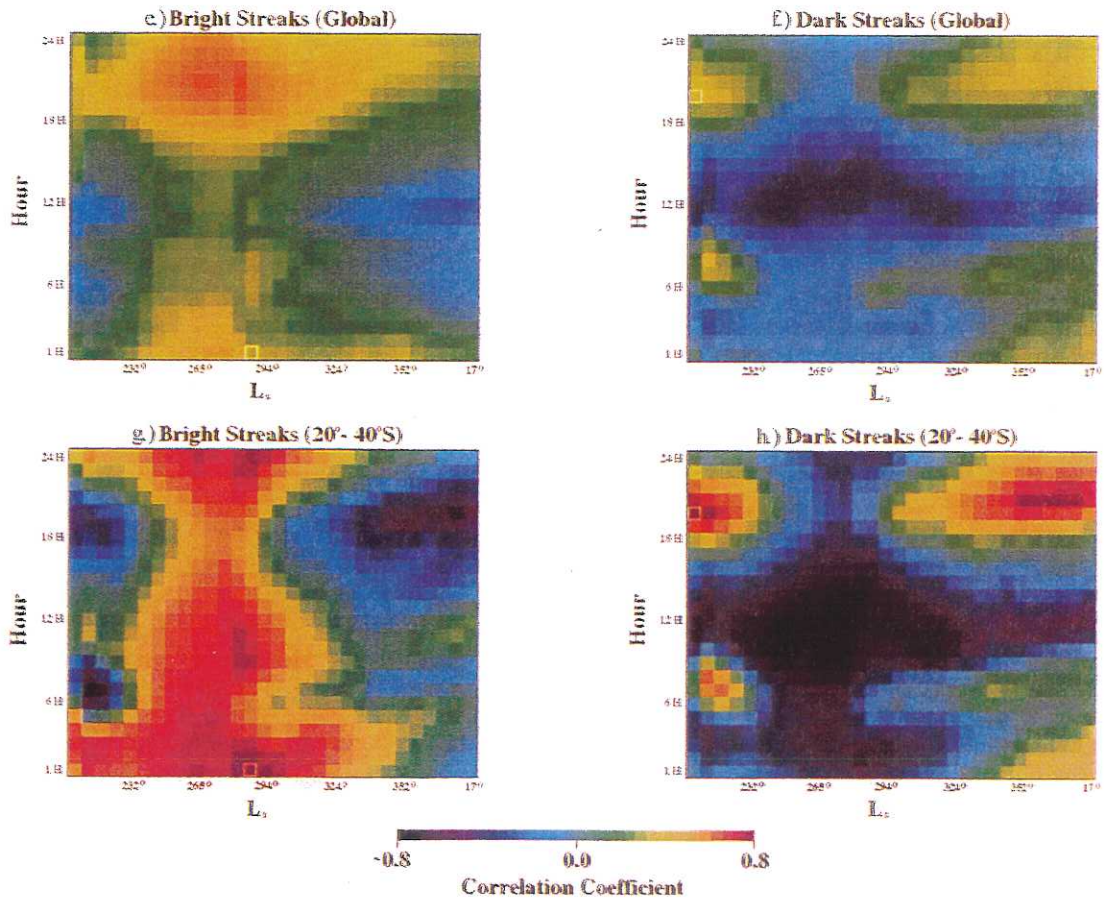 e.) Bright Streaks (Global)
f.) Dark Streaks (Global)
24 H
18 H
12 H
6 H
1 H
Hour
232° 265° 294° 324° 352° 17°
Lₛ
24 H
18 H
12 H
6 H
1 H
Hour
232° 265° 294° 324° 352° 17°
Lₛ
g.) Bright Streaks (20°- 40°S)
h.) Dark Streaks (20°- 40°S)
24 H
18 H
12 H
6 H
1 H
Hour
232° 265° 294° 324° 352° 17°
Lₛ
24 H
18 H
12 H
6 H
1 H
Hour
232° 265° 294° 324° 352° 17°
Lₛ
-0.8 0.0 0.8
Correlation Coefficient